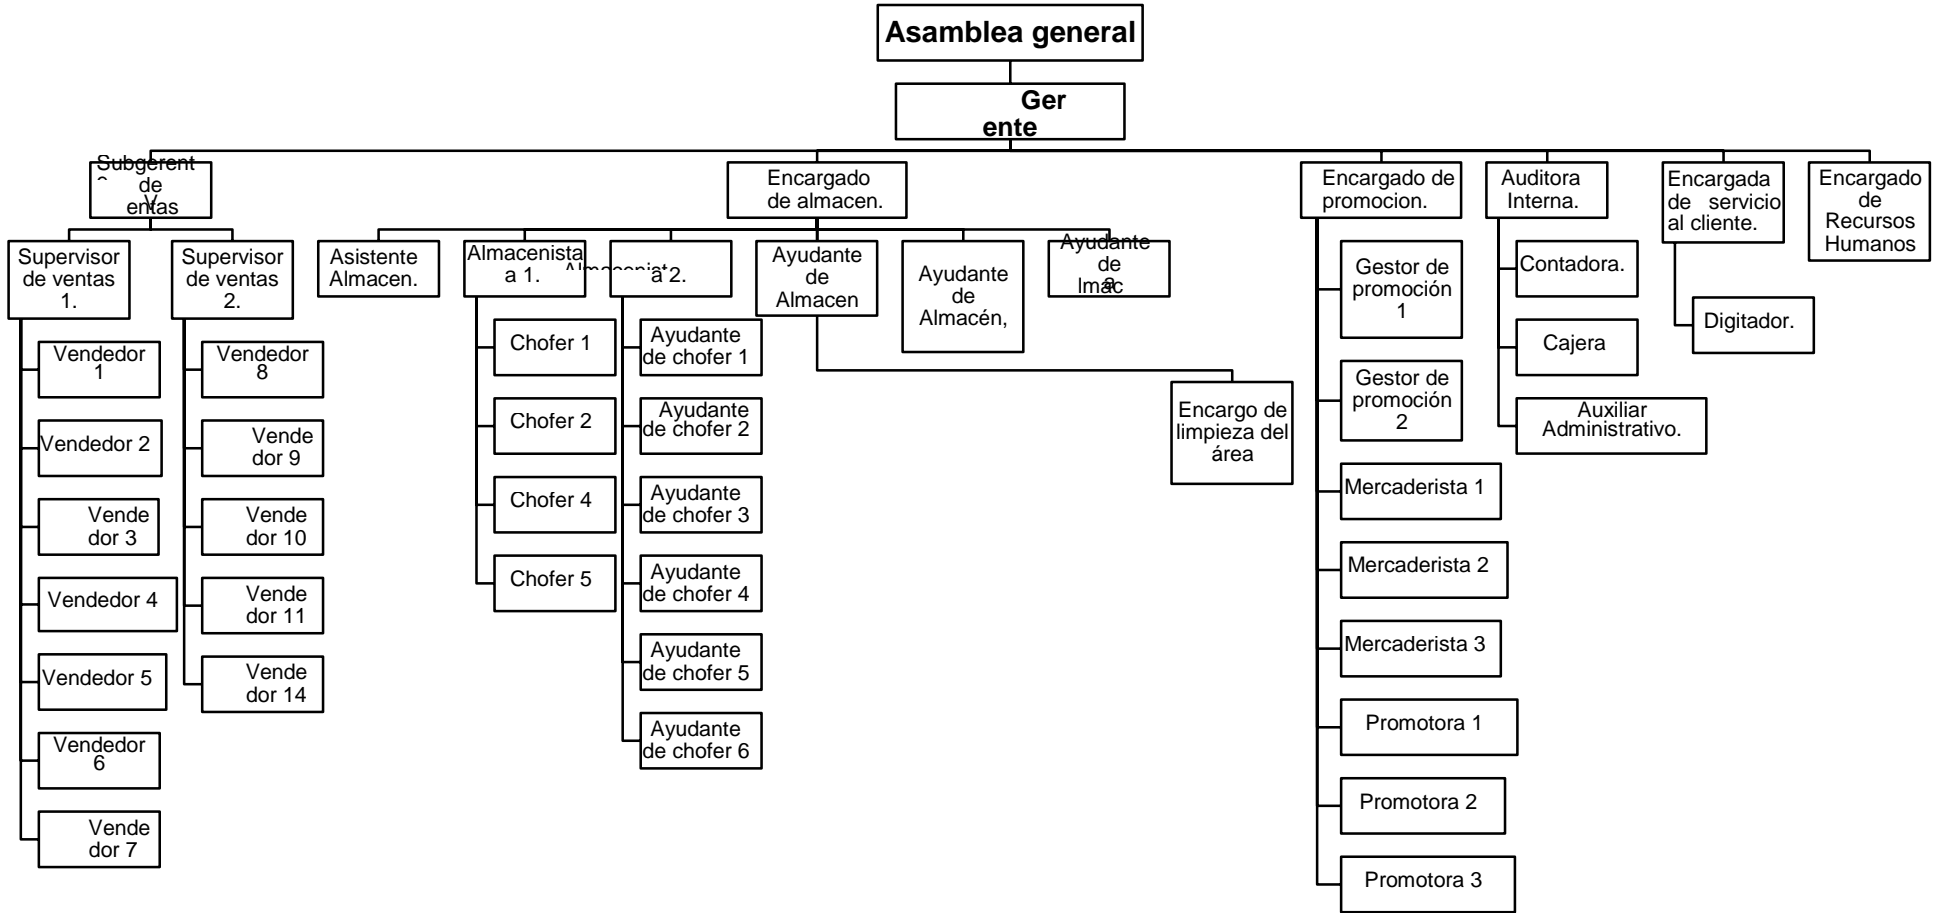 Asamblea general
Ger
ente
Subgerent
de
V
entas
Encargado
de almacen.
Encargado de
promocion.
Auditora
Interna.
Encargada
de servicio
al cliente.
Encargado
de
Recursos
Humanos
Supervisor
de ventas
1.
Supervisor
de ventas
2.
Asistente
Almacen.
Almacenista
a 1.
a 2.
Ayudante
de
Almacen
Ayudante
de
Almacén,
Ayudante
de
a
lmac
Gestor de
promoción
1
Contadora.
Digitador.
Vendedor
1
Vendedor
8
Chofer 1
Ayudante
de chofer 1
Cajera
Gestor de
promoción
2
Vendedor 2
Vende
dor 9
Chofer 2
Ayudante
de chofer 2
Encargo de
limpieza del
área
Auxiliar
Administrativo.
Vende
dor 3
Vende
dor 10
Chofer 4
Ayudante
de chofer 3
Mercaderista 1
Vendedor 4
Vende
dor 11
Chofer 5
Ayudante
de chofer 4
Mercaderista 2
Vendedor 5
Vende
dor 14
Ayudante
de chofer 5
Mercaderista 3
Vendedor
6
Ayudante
de chofer 6
Promotora 1
Vende
dor 7
Promotora 2
Promotora 3